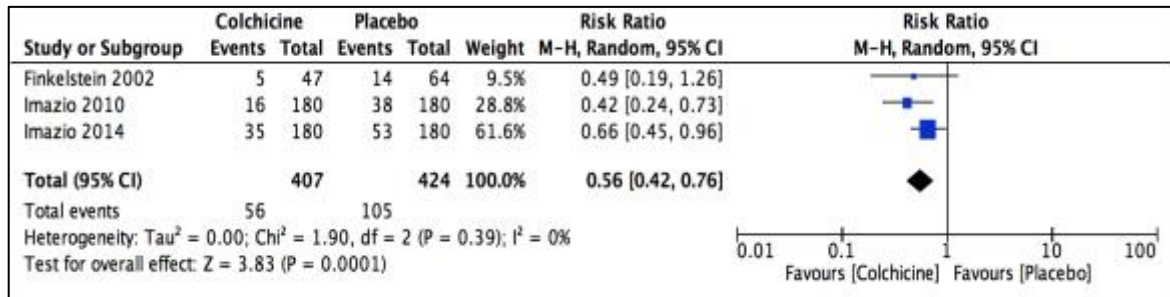 Colchicine Placebo Risk Ratio Risk Ratio
Study or Subgroup Events Total Events Total Weight M-H, Random, 95% CI M-H, Random, 95% CI
Finkelstein 2002 5 47 14 64 9.5% 0.49 [0.19, 1.26]
Imazio 2010 16 180 38 180 28.8% 0.42 [0.24, 0.73]
Imazio 2014 35 180 53 180 61.6% 0.66 [0.45, 0.96]
Total (95% CI) 407 424 100.0% 0.56 [0.42, 0.76]
Total events 56 105
Heterogeneity: Tau² = 0.00; Chi² = 1.90, df = 2 (P = 0.39); I² = 0%
Test for overall effect: Z = 3.83 (P = 0.0001)
0.01 0.1 1 10 100
Favours [Colchicine] Favours [Placebo]